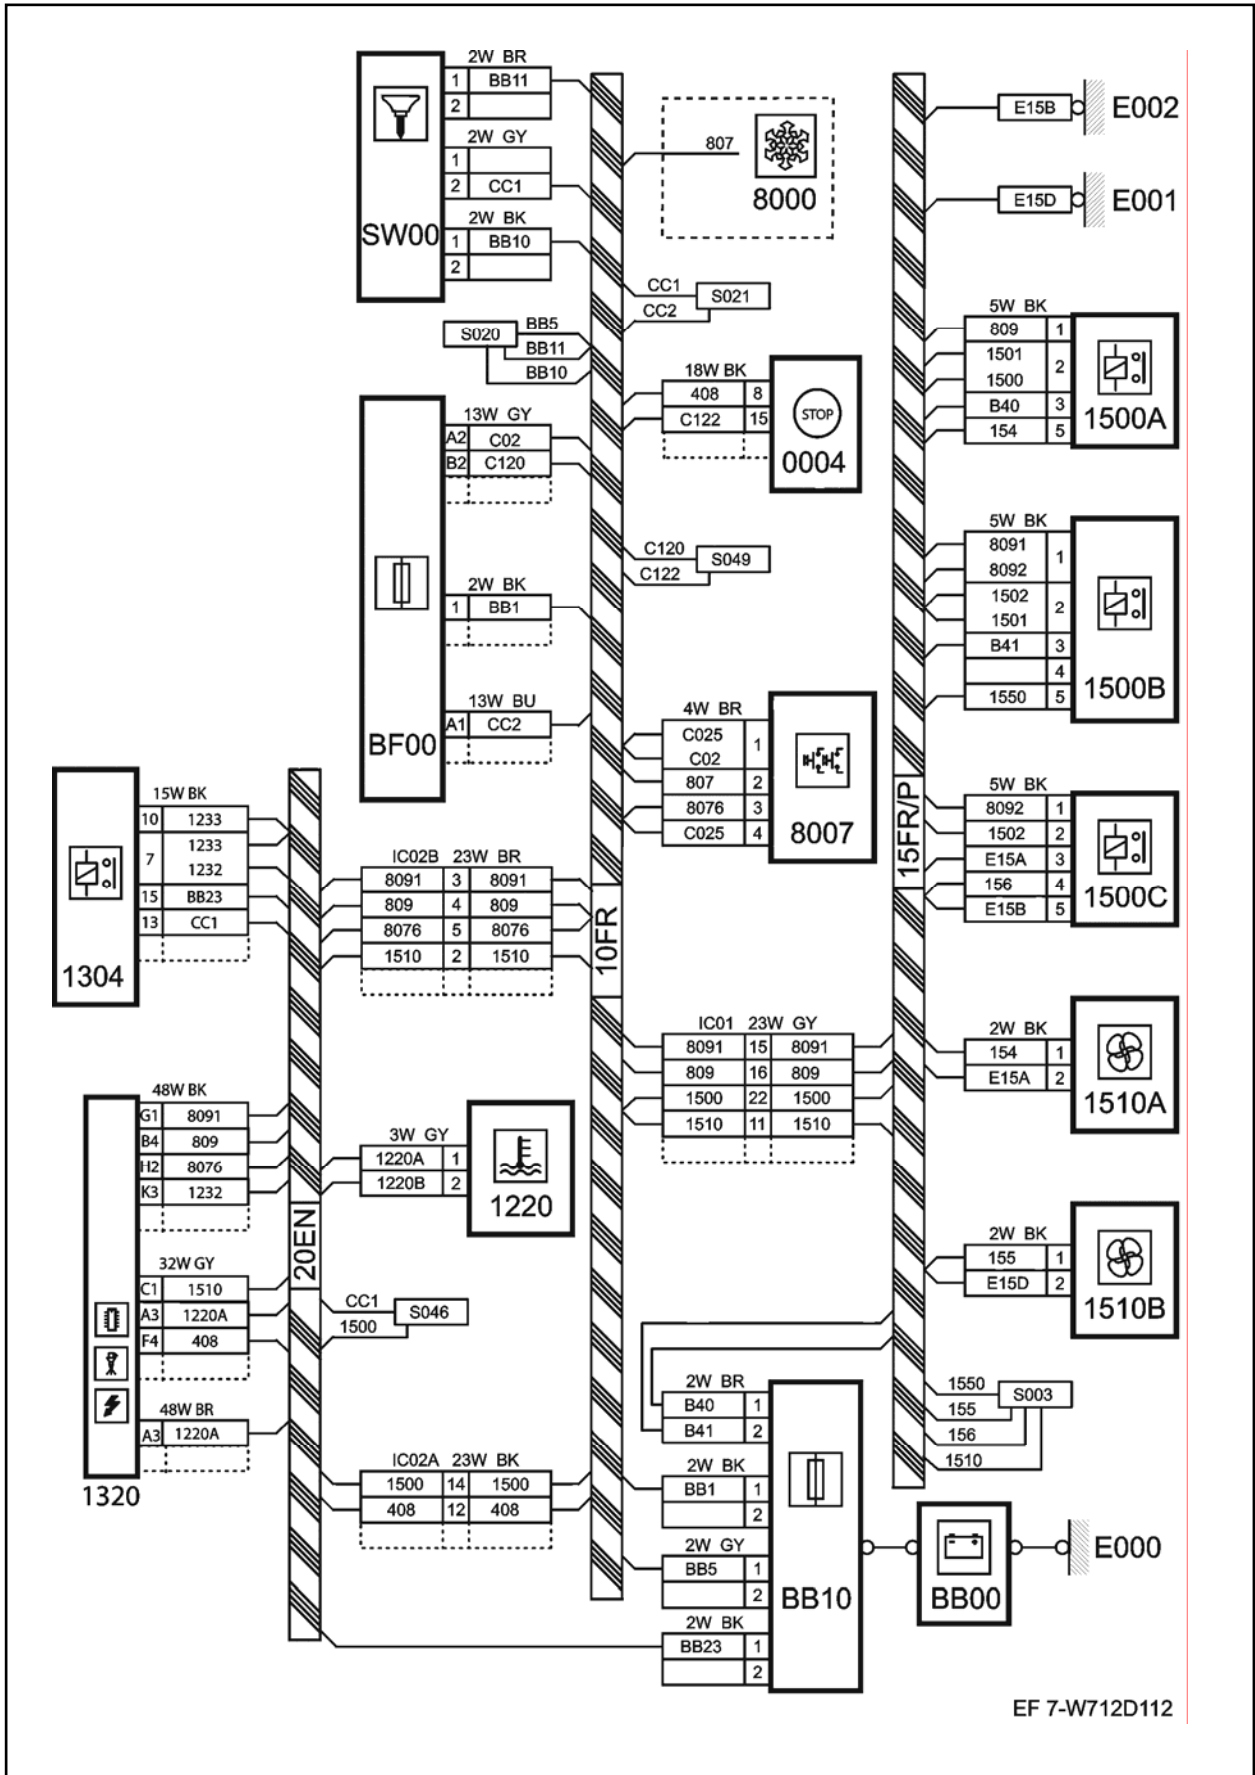 2W BR
1 BB11
2
2W GY
1
2 CC1
2W BK
1 BB10
2
SW00
807
8000
E15B E002
E15D E001
CC1
S021
CC2
S020
BB5
BB11
BB10
5W BK
809 1
1501
1500
2
B40 3
154 5
1500A
18W BK
408 8
C122 15
STOP
0004
13W GY
A2 C02
B2 C120
2W BK
1 BB1
13W BU
A1 CC2
BF00
C120
S049
C122
5W BK
8091
8092
1
1502
1501
2
B41 3
4
1550 5
1500B
4W BR
C025
C02
1
807 2
8076 3
C025 4
8007
15FR/P
5W BK
8092 1
1502 2
E15A 3
156 4
E15B 5
1500C
15W BK
10 1233
7
1233
1232
15 BB23
13 CC1
1304
IC02B 23W BR
8091 3 8091
809 4 809
8076 5 8076
1510 2 1510
10FR
IC01 23W GY
8091 15 8091
809 16 809
1500 22 1500
1510 11 1510
2W BK
154 1
E15A 2
1510A
48W BK
G1 8091
B4 809
H2 8076
K3 1232
3W GY
1220A 1
1220B 2
1220
20EN
32W GY
C1 1510
A3 1220A
F4 408
CC1
S046
1500
2W BK
155 1
E15D 2
1510B
48W BR
A3 1220A
1320
IC02A 23W BK
1500 14 1500
408 12 408
2W BR
B40 1
B41 2
2W BK
BB1 1
2
2W GY
BB5 1
2
2W BK
BB23 1
2
BB10
1550
S003
155
156
1510
BB00
E000
EF 7-W712D112